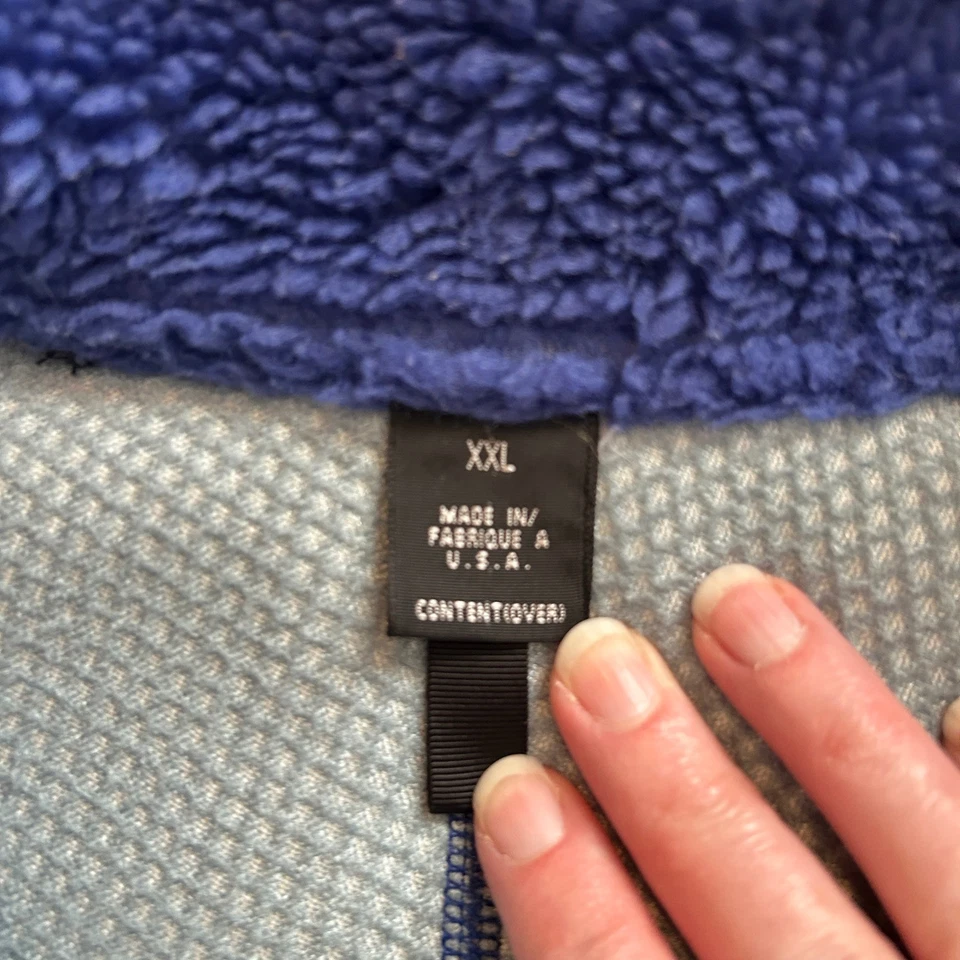 XXL
MADE IN/
FABRIQUE A
U.S.A.
CONTENT(OVER)